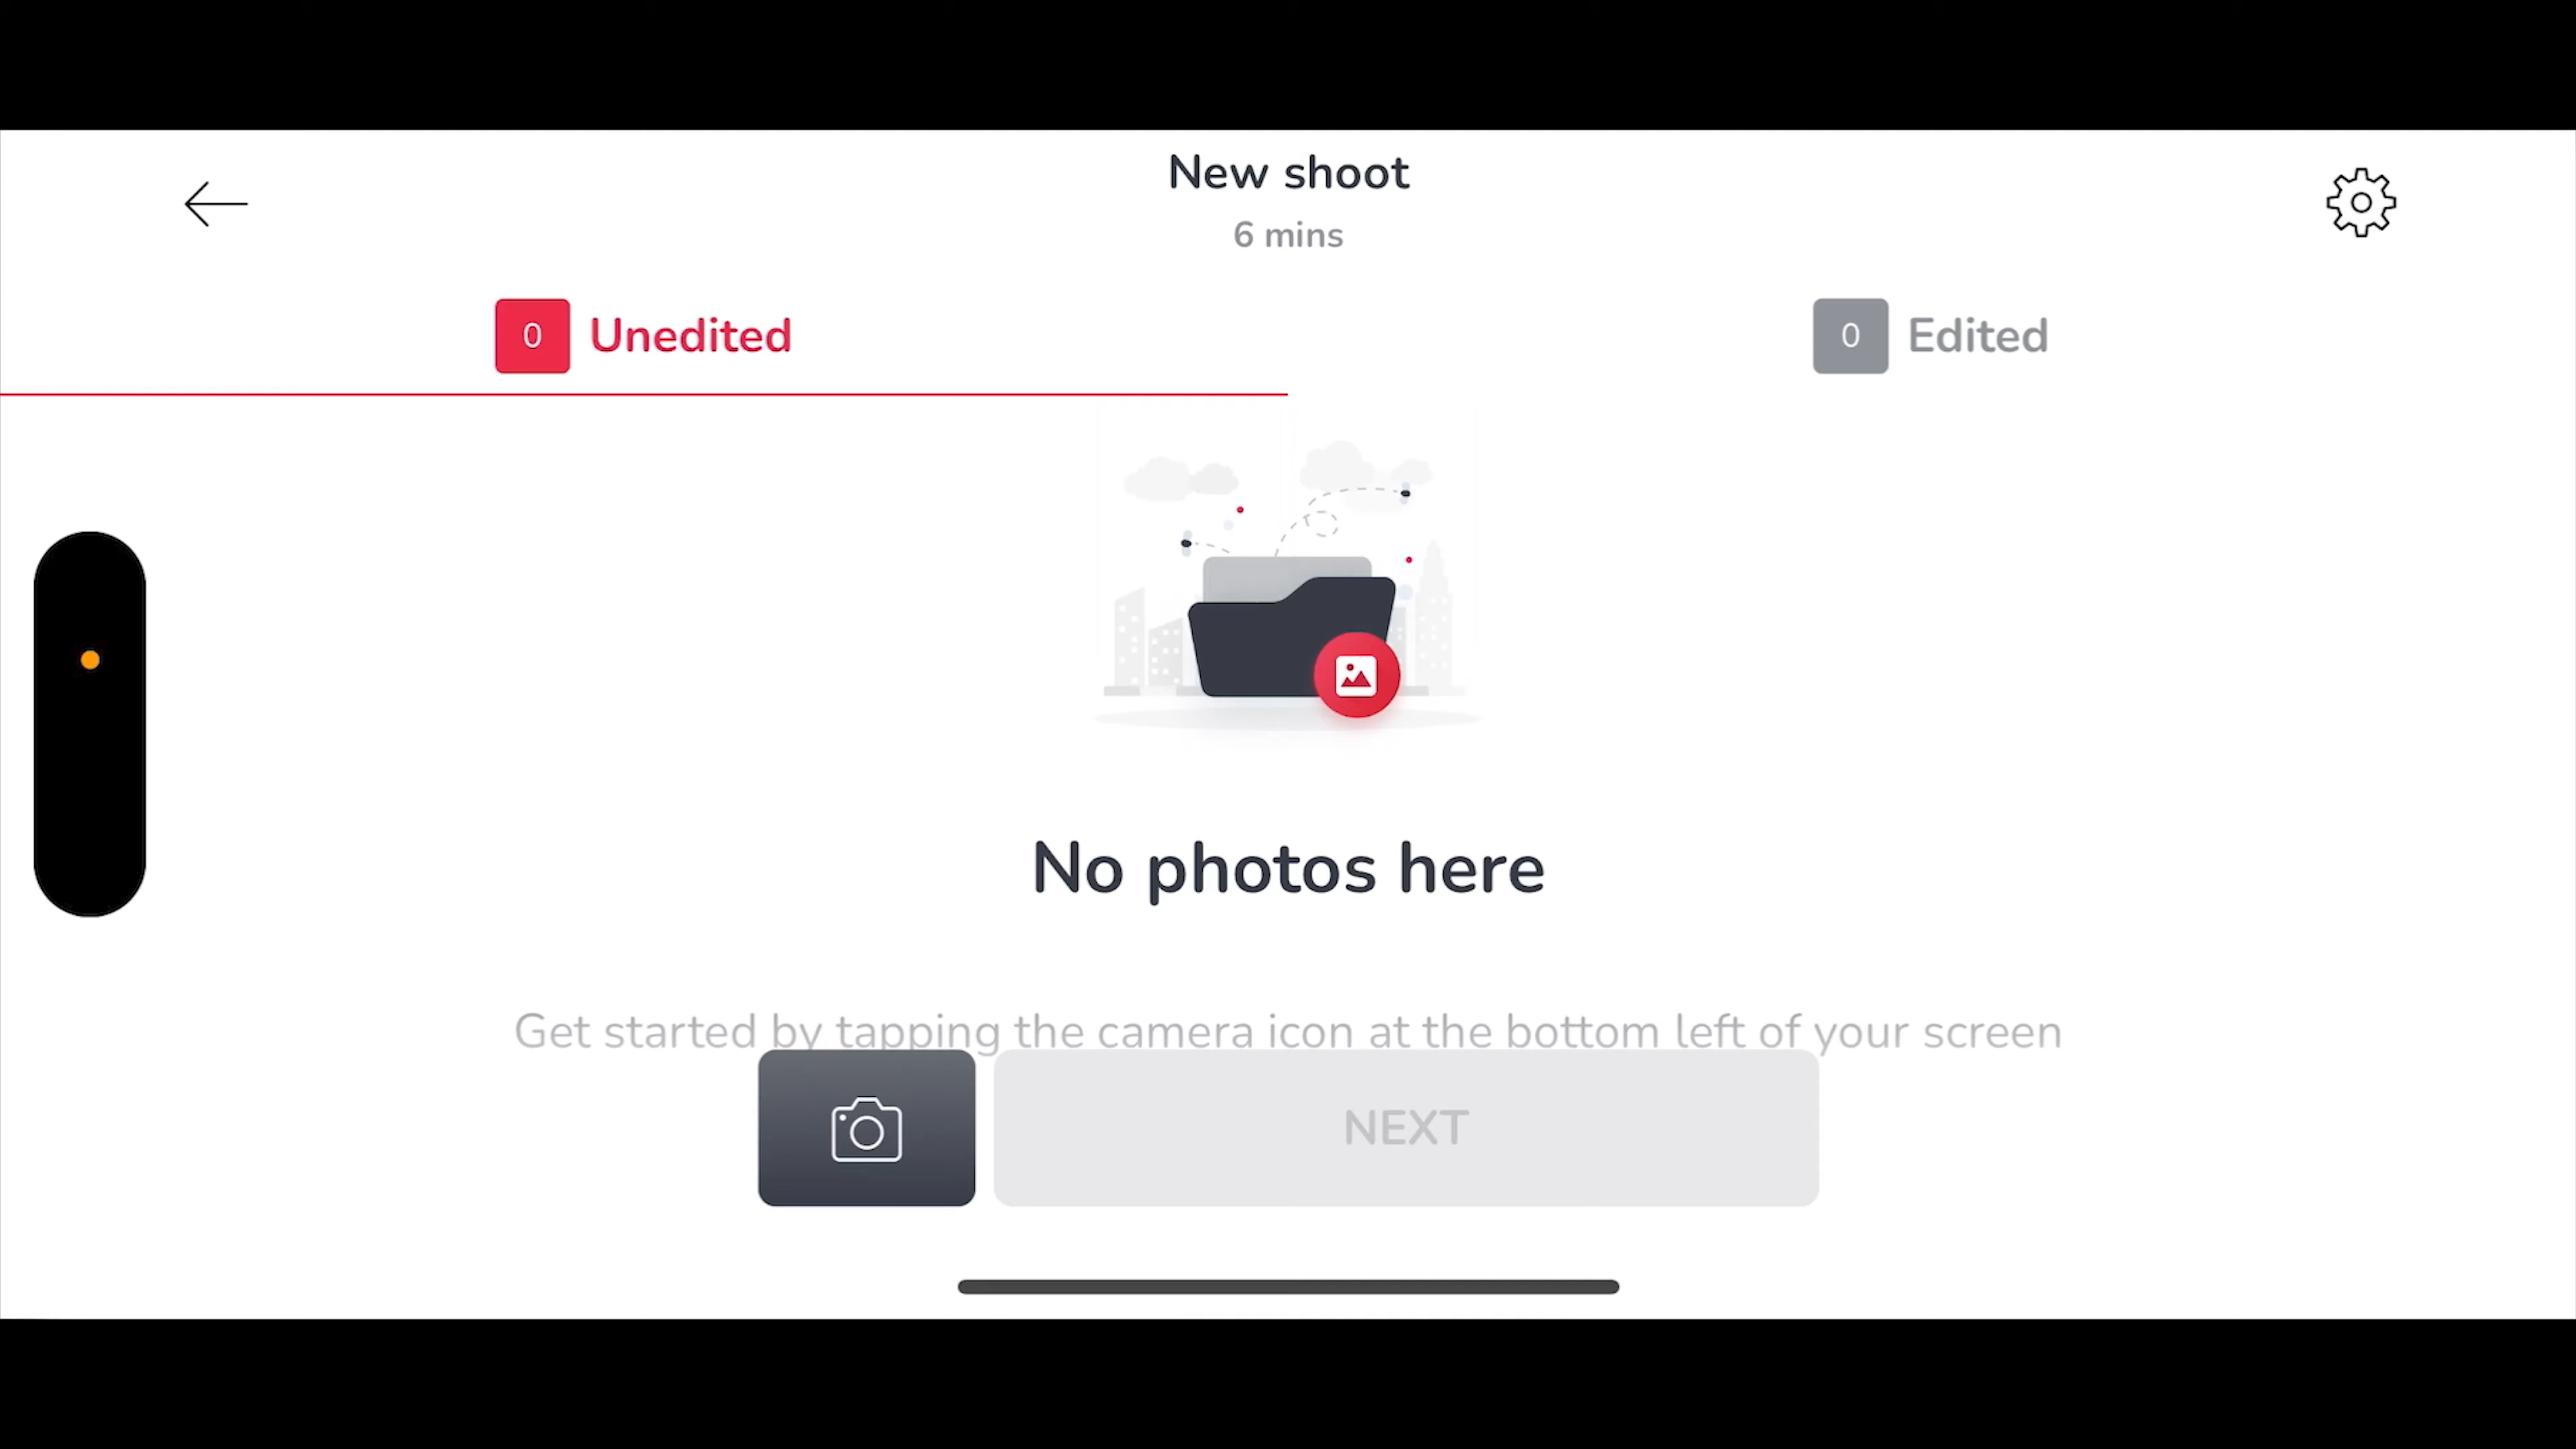 New shoot
6 mins
0 Unedited
0 Edited
No photos here
Get started by tapping the camera icon at the bottom left of your screen
NEXT